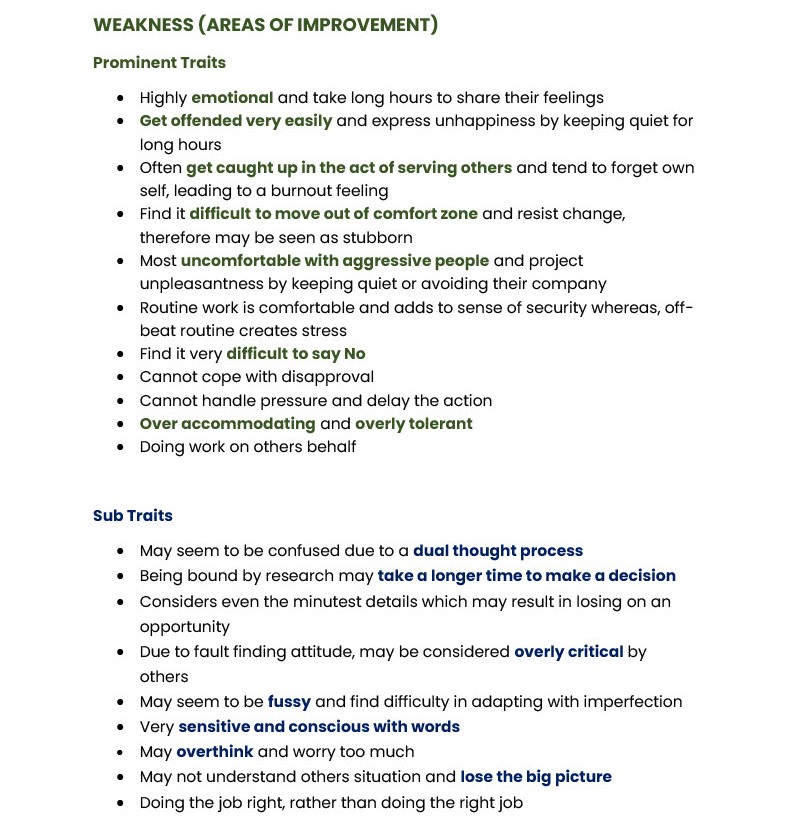 WEAKNESS (AREAS OF IMPROVEMENT)
Prominent Traits
• Highly emotional and take long hours to share their feelings
• Get offended very easily and express unhappiness by keeping quiet for
long hours
• Often get caught up in the act of serving others and tend to forget own
self, leading to a burnout feeling
• Find it difficult to move out of comfort zone and resist change,
therefore may be seen as stubborn
• Most uncomfortable with aggressive people and project
unpleasantness by keeping quiet or avoiding their company
• Routine work is comfortable and adds to sense of security whereas, off-
beat routine creates stress
• Find it very difficult to say No
• Cannot cope with disapproval
• Cannot handle pressure and delay the action
• Over accommodating and overly tolerant
• Doing work on others behalf
Sub Traits
• May seem to be confused due to a dual thought process
• Being bound by research may take a longer time to make a decision
• Considers even the minutest details which may result in losing on an
opportunity
• Due to fault finding attitude, may be considered overly critical by
others
• May seem to be fussy and find difficulty in adapting with imperfection
• Very sensitive and conscious with words
• May overthink and worry too much
• May not understand others situation and lose the big picture
• Doing the job right, rather than doing the right job